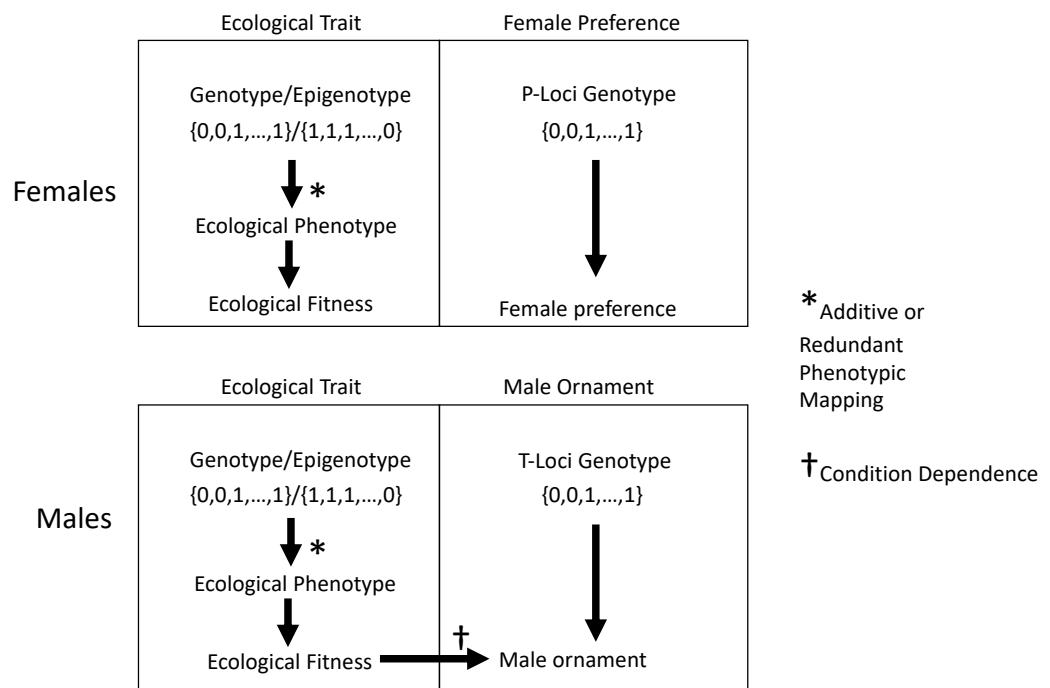 Ecological Trait Female Preference
Genotype/Epigenotype P-Loci Genotype
{0,0,1,...,1}/{1,1,1,...,0} {0,0,1,...,1}
Females
*
Ecological Phenotype
Ecological Fitness Female preference
*Additive or
Redundant
Phenotypic
Mapping
Ecological Trait Male Ornament
Genotype/Epigenotype T-Loci Genotype
{0,0,1,...,1}/{1,1,1,...,0} {0,0,1,...,1}
†Condition Dependence
Males
*
Ecological Phenotype
†
Ecological Fitness Male ornament